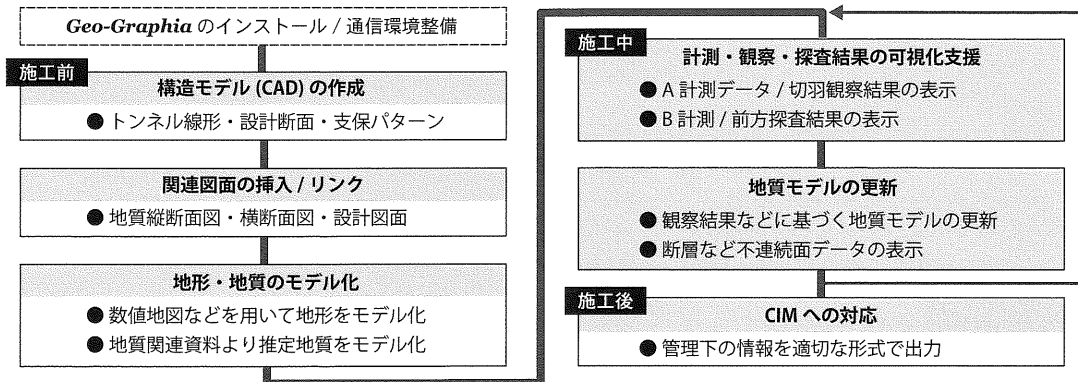 Geo-Graphia のインストール / 通信環境整備
施工前
構造モデル (CAD) の作成
● トンネル線形・設計断面・支保パターン
関連図面の挿入 / リンク
● 地質縦断面図・横断面図・設計図面
地形・地質のモデル化
● 数値地図などを用いて地形をモデル化
● 地質関連資料より推定地質をモデル化
施工中
計測・観察・探査結果の可視化支援
● A 計測データ / 切羽観察結果の表示
● B 計測 / 前方探査結果の表示
地質モデルの更新
● 観察結果などに基づく地質モデルの更新
● 断層など不連続面データの表示
施工後
CIM への対応
● 管理下の情報を適切な形式で出力